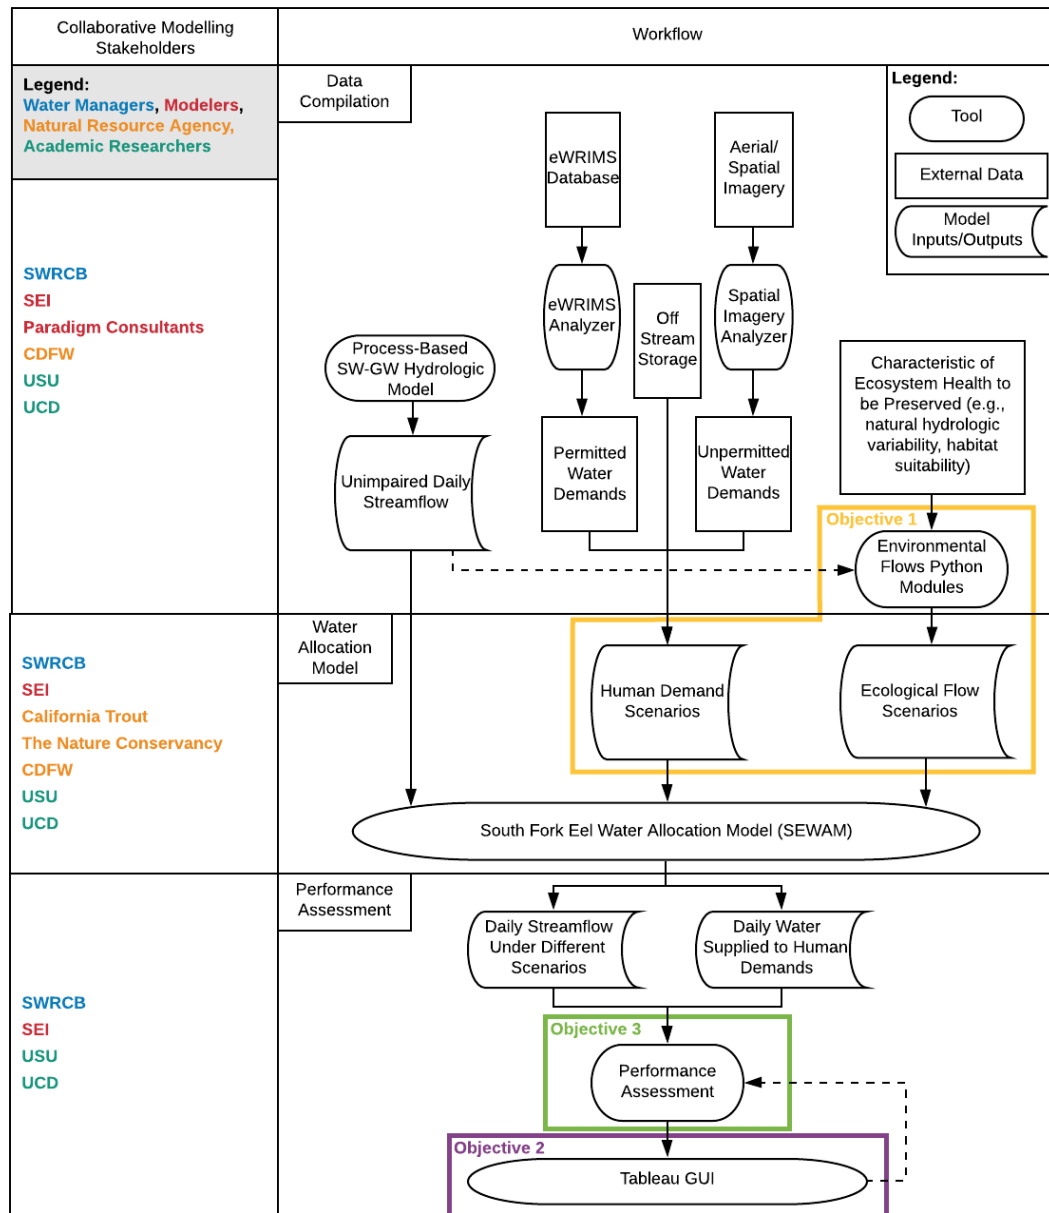 Collaborative Modelling
Stakeholders
Workflow
Legend:
Water Managers, Modelers,
Natural Resource Agency,
Academic Researchers
Data
Compilation
Legend:
Tool
External Data
Model
Inputs/Outputs
eWRIMS
Database
Aerial/
Spatial
Imagery
SWRCB
SEI
Paradigm Consultants
CDFW
USU
UCD
eWRIMS
Analyzer
Off
Stream
Storage
Spatial
Imagery
Analyzer
Process-Based
SW-GW Hydrologic
Model
Characteristic of
Ecosystem Health to
be Preserved (e.g.,
natural hydrologic
variability, habitat
suitability)
Unimpaired Daily
Streamflow
Permitted
Water
Demands
Unpermitted
Water
Demands
Objective 1
Environmental
Flows Python
Modules
Water
Allocation
Model
SWRCB
SEI
California Trout
The Nature Conservancy
CDFW
USU
UCD
Human Demand
Scenarios
Ecological Flow
Scenarios
South Fork Eel Water Allocation Model (SEWAM)
Performance
Assessment
Daily Streamflow
Under Different
Scenarios
Daily Water
Supplied to Human
Demands
SWRCB
SEI
USU
UCD
Objective 3
Performance
Assessment
Objective 2
Tableau GUI